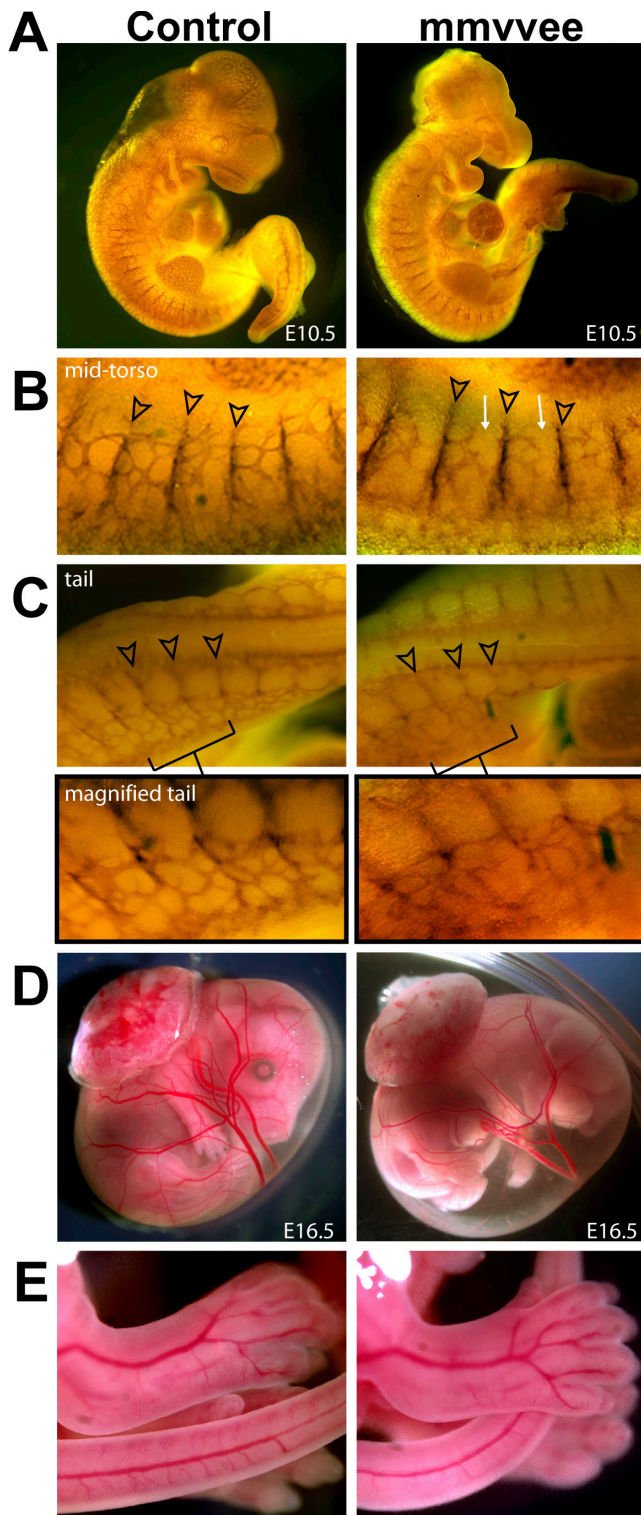 Control mmvvee
A
E10.5 E10.5
B
mid-torso
C
tail
magnified tail
D
E16.5 E16.5
E